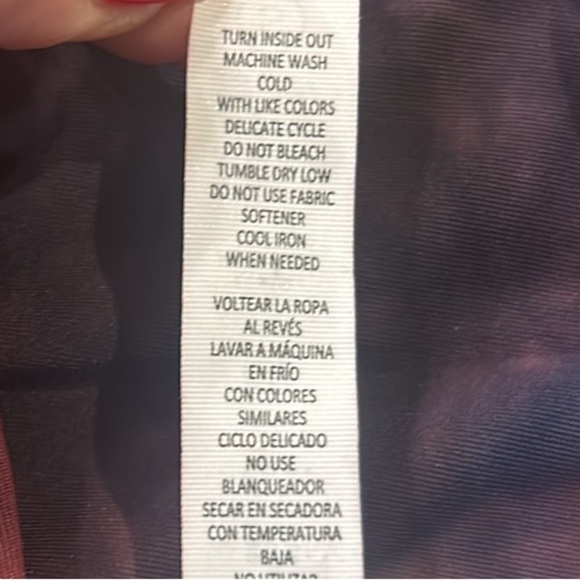 TURN INSIDE OUT
MACHINE WASH
COLD
WITH LIKE COLORS
DELICATE CYCLE
DO NOT BLEACH
TUMBLE DRY LOW
DO NOT USE FABRIC
SOFTENER
COOL IRON
WHEN NEEDED
VOLTEAR LA ROPA
AL REVÉS
LAVAR A MÁQUINA
EN FRÍO
CON COLORES
SIMILARES
CICLO DELICADO
NO USE
BLANQUEADOR
SECAR EN SECADORA
CON TEMPERATURA
BAJA
NO UTILIZAR